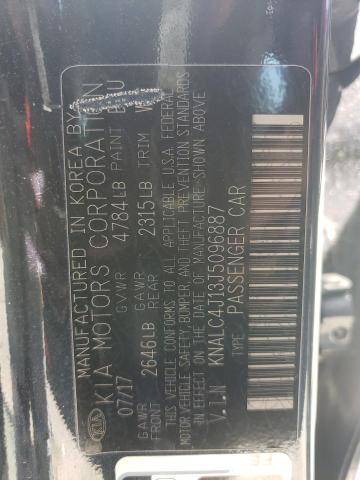 MANUFACTURED IN KOREA BY
KIA KIA MOTORS CORPORATION
07/17 GVWR 4784LB PAINT
GAWR FRONT 2646LB GAWR REAR 2315LB TRIM
THIS VEHICLE CONFORMS TO ALL APPLICABLE U.S.A. FEDERAL
MOTOR VEHICLE SAFETY, BUMPER, AND THEFT PREVENTION STANDARDS
IN EFFECT ON THE DATE OF MANUFACTURE SHOWN ABOVE
V.I.N KNALC4J13J5096887
TYPE: PASSENGER CAR